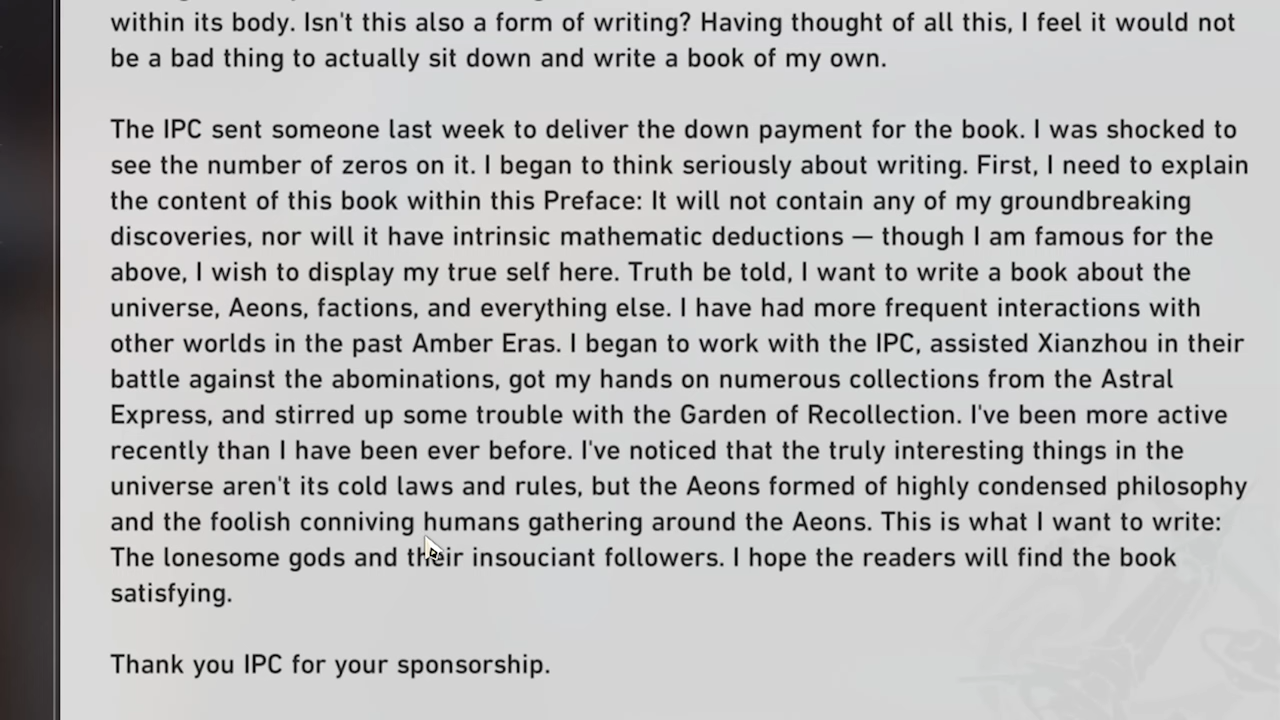 within its body. Isn't this also a form of writing? Having thought of all this, I feel it would not
be a bad thing to actually sit down and write a book of my own.
The IPC sent someone last week to deliver the down payment for the book. I was shocked to
see the number of zeros on it. I began to think seriously about writing. First, I need to explain
the content of this book within this Preface: It will not contain any of my groundbreaking
discoveries, nor will it have intrinsic mathematic deductions — though I am famous for the
above, I wish to display my true self here. Truth be told, I want to write a book about the
universe, Aeons, factions, and everything else. I have had more frequent interactions with
other worlds in the past Amber Eras. I began to work with the IPC, assisted Xianzhou in their
battle against the abominations, got my hands on numerous collections from the Astral
Express, and stirred up some trouble with the Garden of Recollection. I've been more active
recently than I have been ever before. I've noticed that the truly interesting things in the
universe aren't its cold laws and rules, but the Aeons formed of highly condensed philosophy
and the foolish conniving humans gathering around the Aeons. This is what I want to write:
The lonesome gods and their insouciant followers. I hope the readers will find the book
satisfying.
Thank you IPC for your sponsorship.